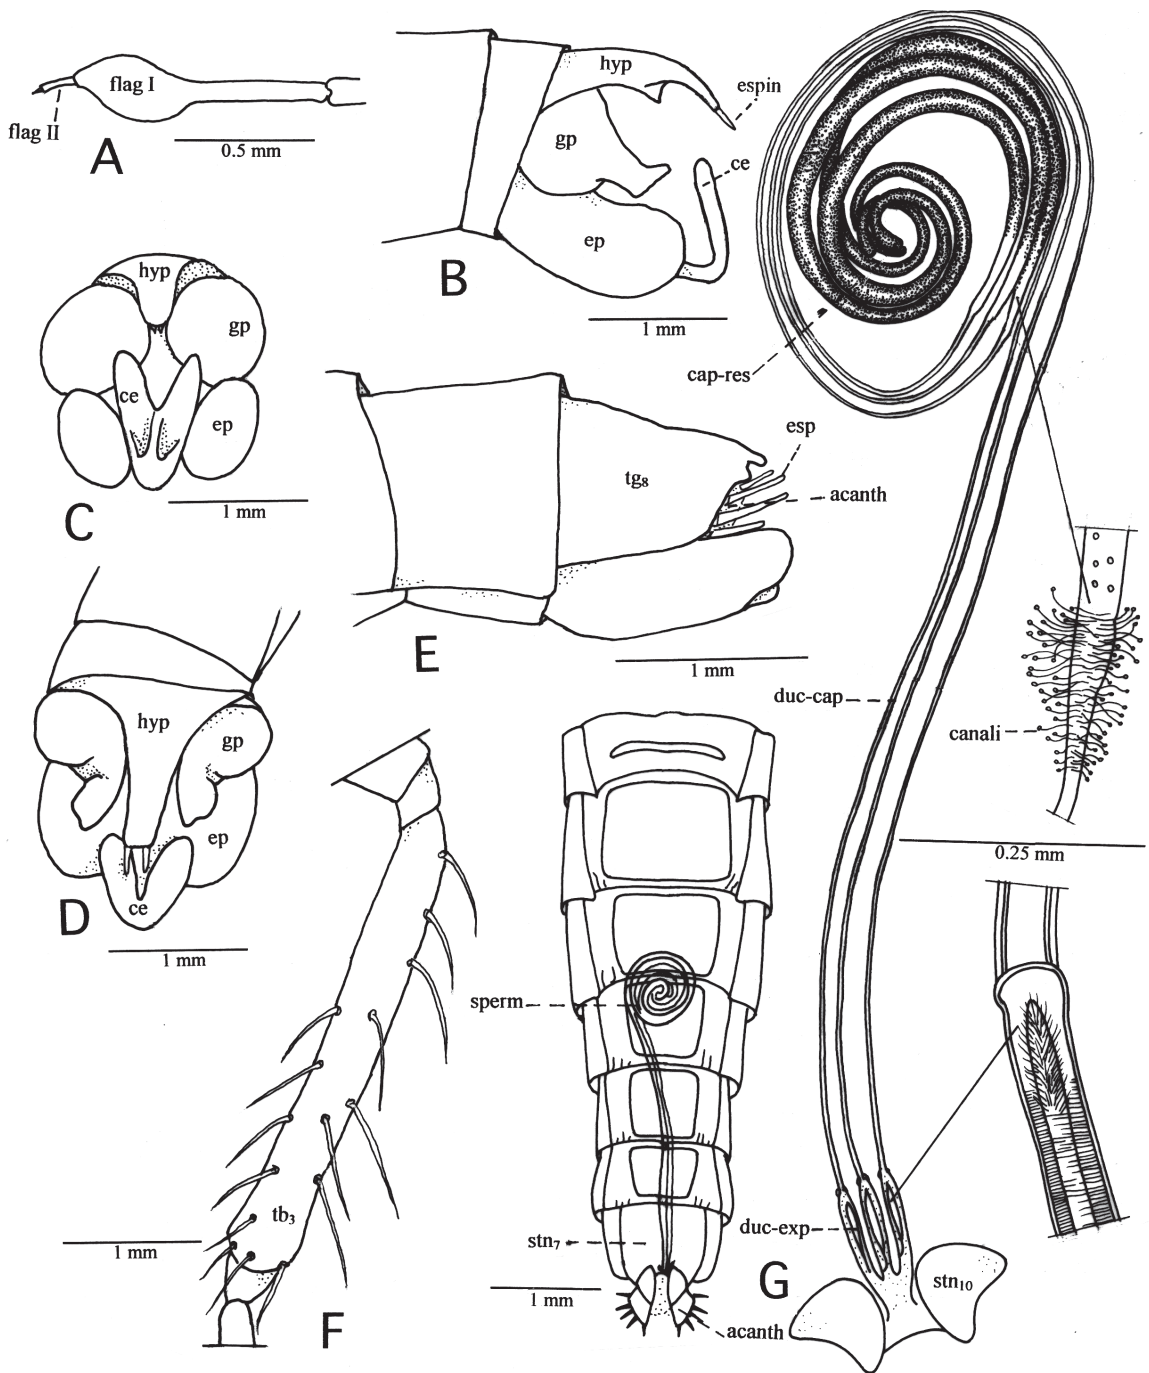 flag I
flag II
A
0.5 mm
hyp
espin
gp
ce
ep
B
1 mm
hyp
gp
ce
ep
C
1 mm
cap-res
esp
tg₈
acanth
E
1 mm
hyp
gp
ep
ce
D
1 mm
duc-cap
canali
0.25 mm
tb₃
1 mm
F
sperm
stn₇
1 mm
acanth
duc-exp
G
stn₁₀